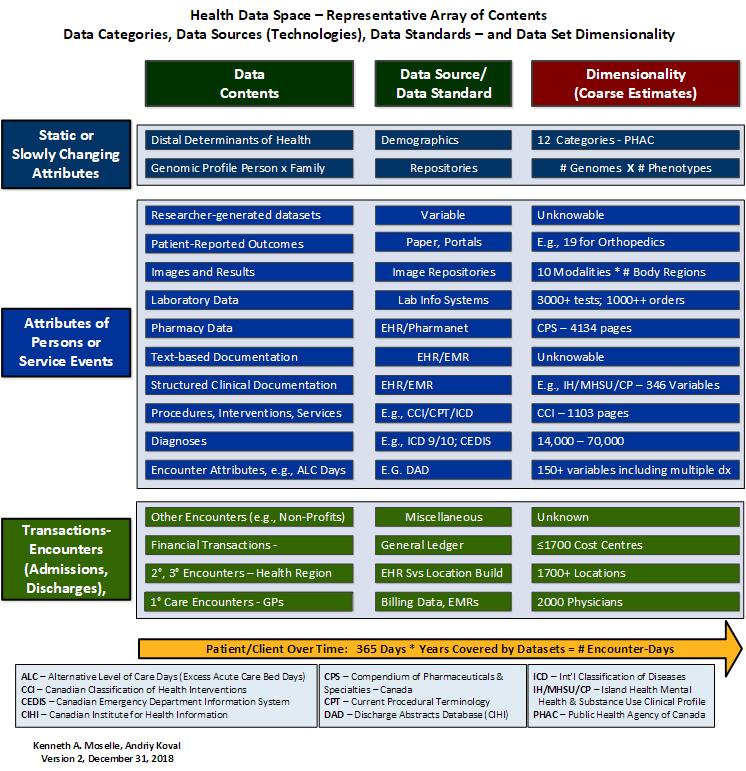 Health Data Space – Representative Array of Contents
Data Categories, Data Sources (Technologies), Data Standards – and Data Set Dimensionality
Data
Contents
Data Source/
Data Standard
Dimensionality
(Coarse Estimates)
Static or
Slowly Changing
Attributes
Distal Determinants of Health
Demographics
12 Categories - PHAC
Genomic Profile Person x Family
Repositories
# Genomes X # Phenotypes
Attributes of
Persons or
Service Events
Researcher-generated datasets
Variable
Unknowable
Patient-Reported Outcomes
Paper, Portals
E.g., 19 for Orthopedics
Images and Results
Image Repositories
10 Modalities * # Body Regions
Laboratory Data
Lab Info Systems
3000+ tests; 1000++ orders
Pharmacy Data
EHR/Pharmanet
CPS – 4134 pages
Text-based Documentation
EHR/EMR
Unknowable
Structured Clinical Documentation
EHR/EMR
E.g., IH/MHSU/CP – 346 Variables
Procedures, Interventions, Services
E.g., CCI/CPT/ICD
CCI – 1103 pages
Diagnoses
E.g., ICD 9/10; CEDIS
14,000 – 70,000
Encounter Attributes, e.g., ALC Days
E.G. DAD
150+ variables including multiple dx
Transactions-
Encounters
(Admissions,
Discharges),
Other Encounters (e.g., Non-Profits)
Miscellaneous
Unknown
Financial Transactions -
General Ledger
≤1700 Cost Centres
2°, 3° Encounters – Health Region
EHR Svs Location Build
1700+ Locations
1° Care Encounters - GPs
Billing Data, EMRs
2000 Physicians
Patient/Client Over Time: 365 Days * Years Covered by Datasets = # Encounter-Days
ALC – Alternative Level of Care Days (Excess Acute Care Bed Days)
CCI – Canadian Classification of Health Interventions
CEDIS – Canadian Emergency Department Information System
CIHI – Canadian Institute for Health Information
CPS – Compendium of Pharmaceuticals &
Specialties – Canada
CPT – Current Procedural Terminology
DAD – Discharge Abstracts Database (CIHI)
ICD – Int'l Classification of Diseases
IH/MHSU/CP – Island Health Mental
Health & Substance Use Clinical Profile
PHAC – Public Health Agency of Canada
Kenneth A. Moselle, Andriy Koval
Version 2, December 31, 2018